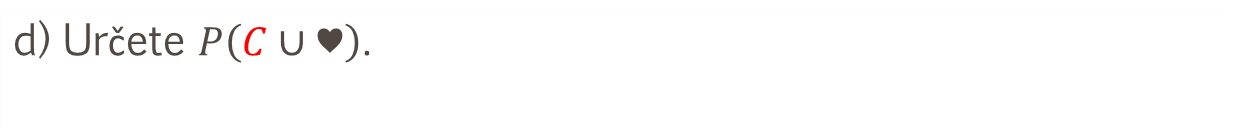 d) Určete P(C ∪ ♥).